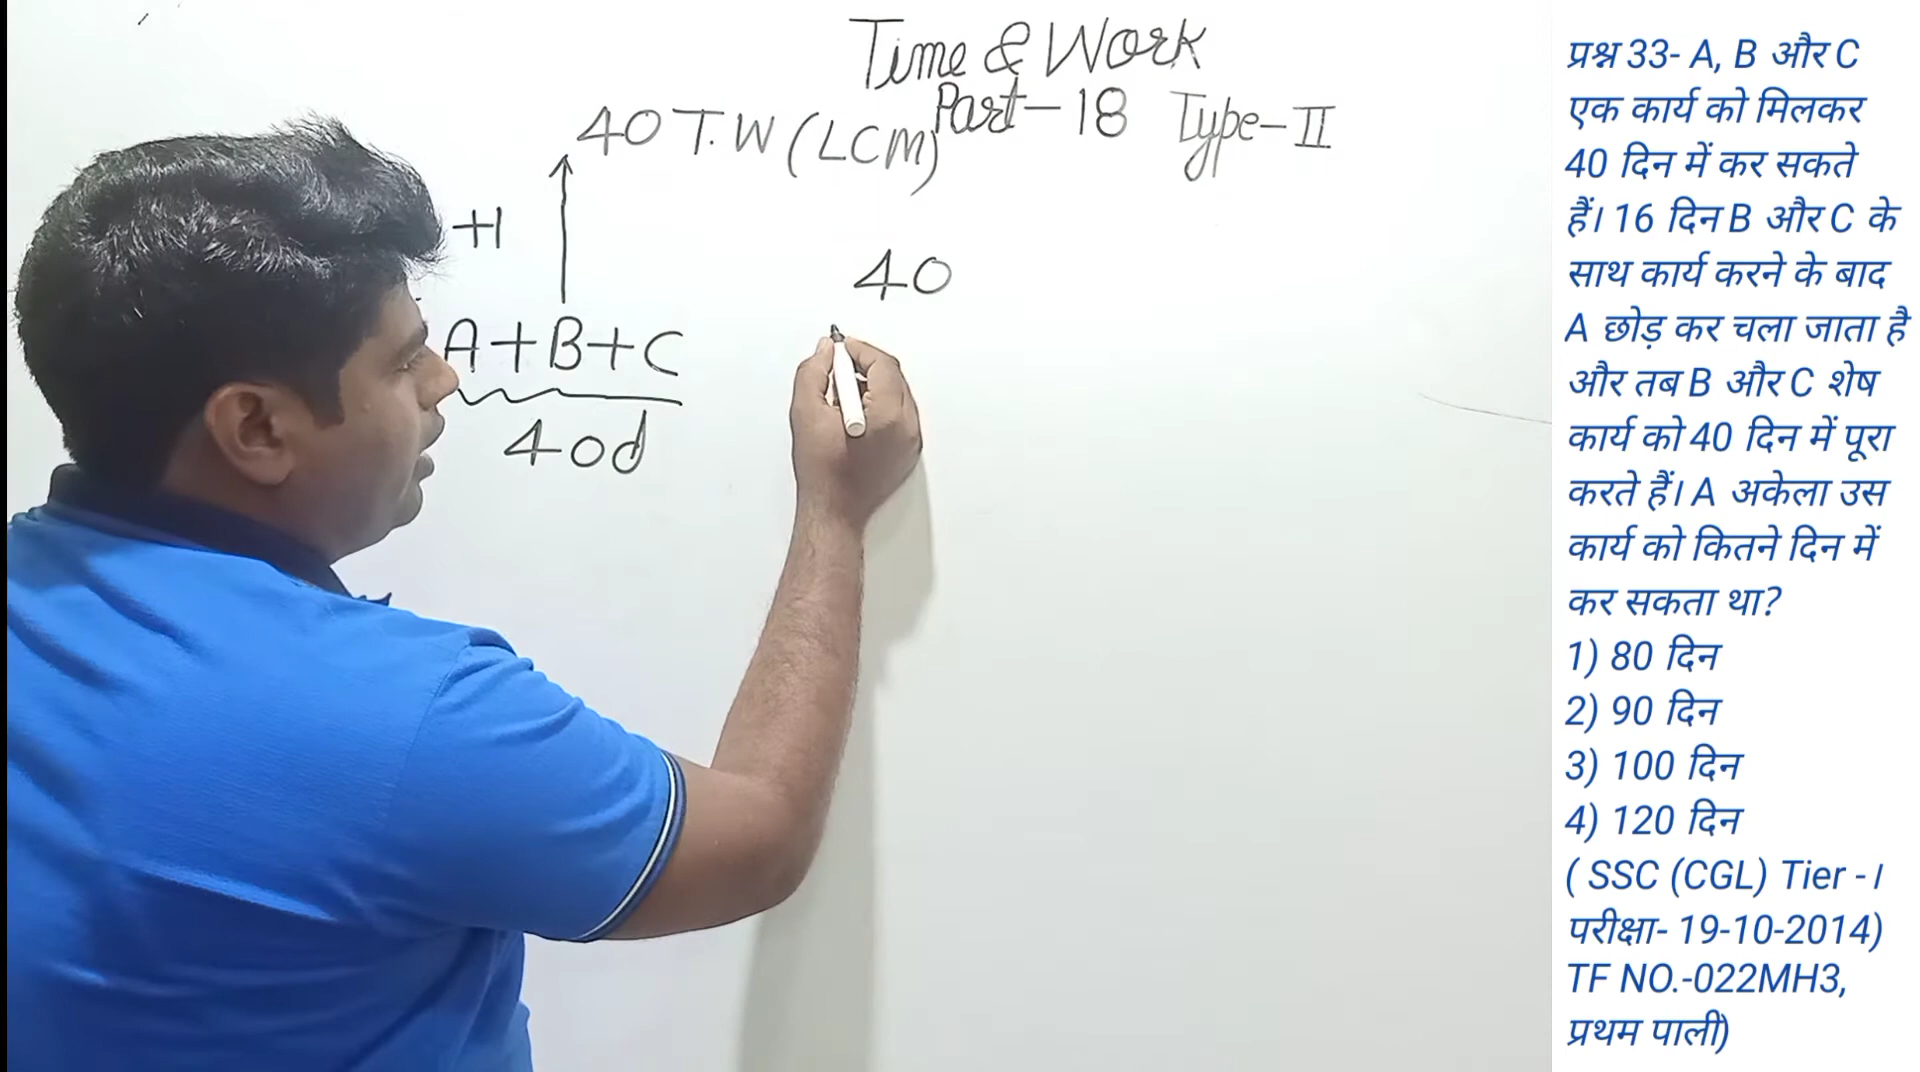 Time & Work
Part-18 Type-II
40 T.W (LCM)
+1
40
A+B+C
40d
प्रश्न 33- A, B और C
एक कार्य को मिलकर
40 दिन में कर सकते
हैं। 16 दिन B और C के
साथ कार्य करने के बाद
A छोड़ कर चला जाता है
और तब B और C शेष
कार्य को 40 दिन में पूरा
करते हैं। A अकेला उस
कार्य को कितने दिन में
कर सकता था?
1) 80 दिन
2) 90 दिन
3) 100 दिन
4) 120 दिन
( SSC (CGL) Tier -।
परीक्षा- 19-10-2014)
TF NO.-022MH3,
प्रथम पाली)